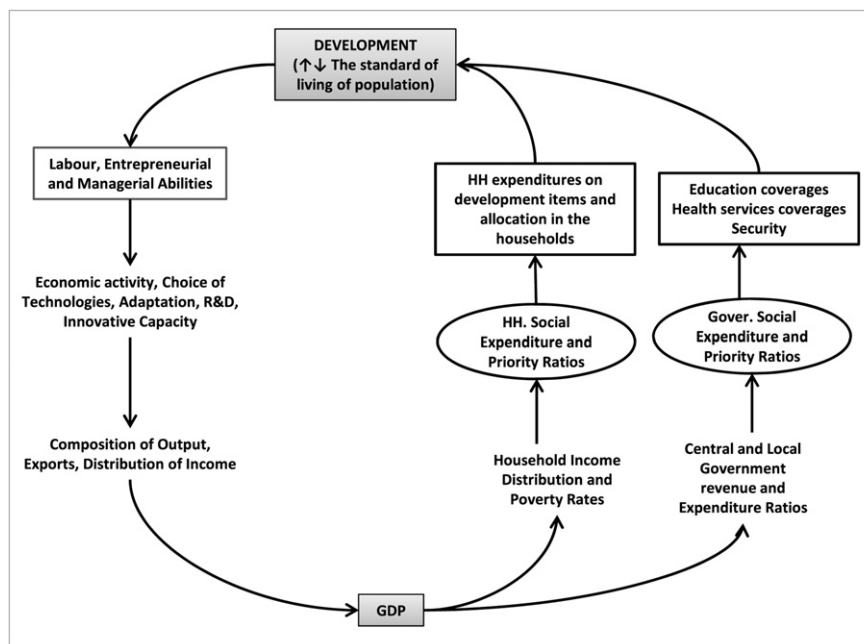 DEVELOPMENT
(↑↓ The standard of
living of population)
Labour, Entrepreneurial
and Managerial Abilities
Economic activity, Choice of
Technologies, Adaptation, R&D,
Innovative Capacity
Composition of Output,
Exports, Distribution of Income
GDP
HH expenditures on
development items and
allocation in the
households
HH. Social
Expenditure and
Priority Ratios
Household Income
Distribution and
Poverty Rates
Education coverages
Health services coverages
Security
Gover. Social
Expenditure and
Priority Ratios
Central and Local
Government
revenue and
Expenditure Ratios